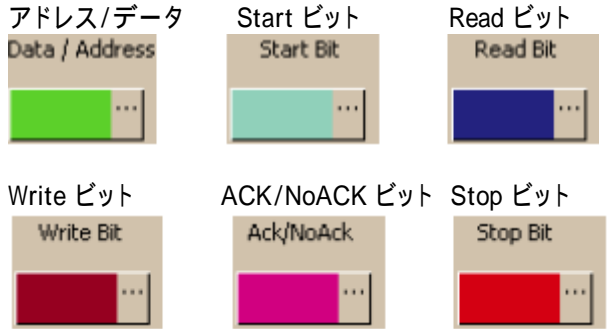 アドレス/データ Start ビット Read ビット
Data / Address Start Bit Read Bit
... ... ...
Write ビット ACK/NoACK ビット Stop ビット
Write Bit Ack/NoAck Stop Bit
... ... ...